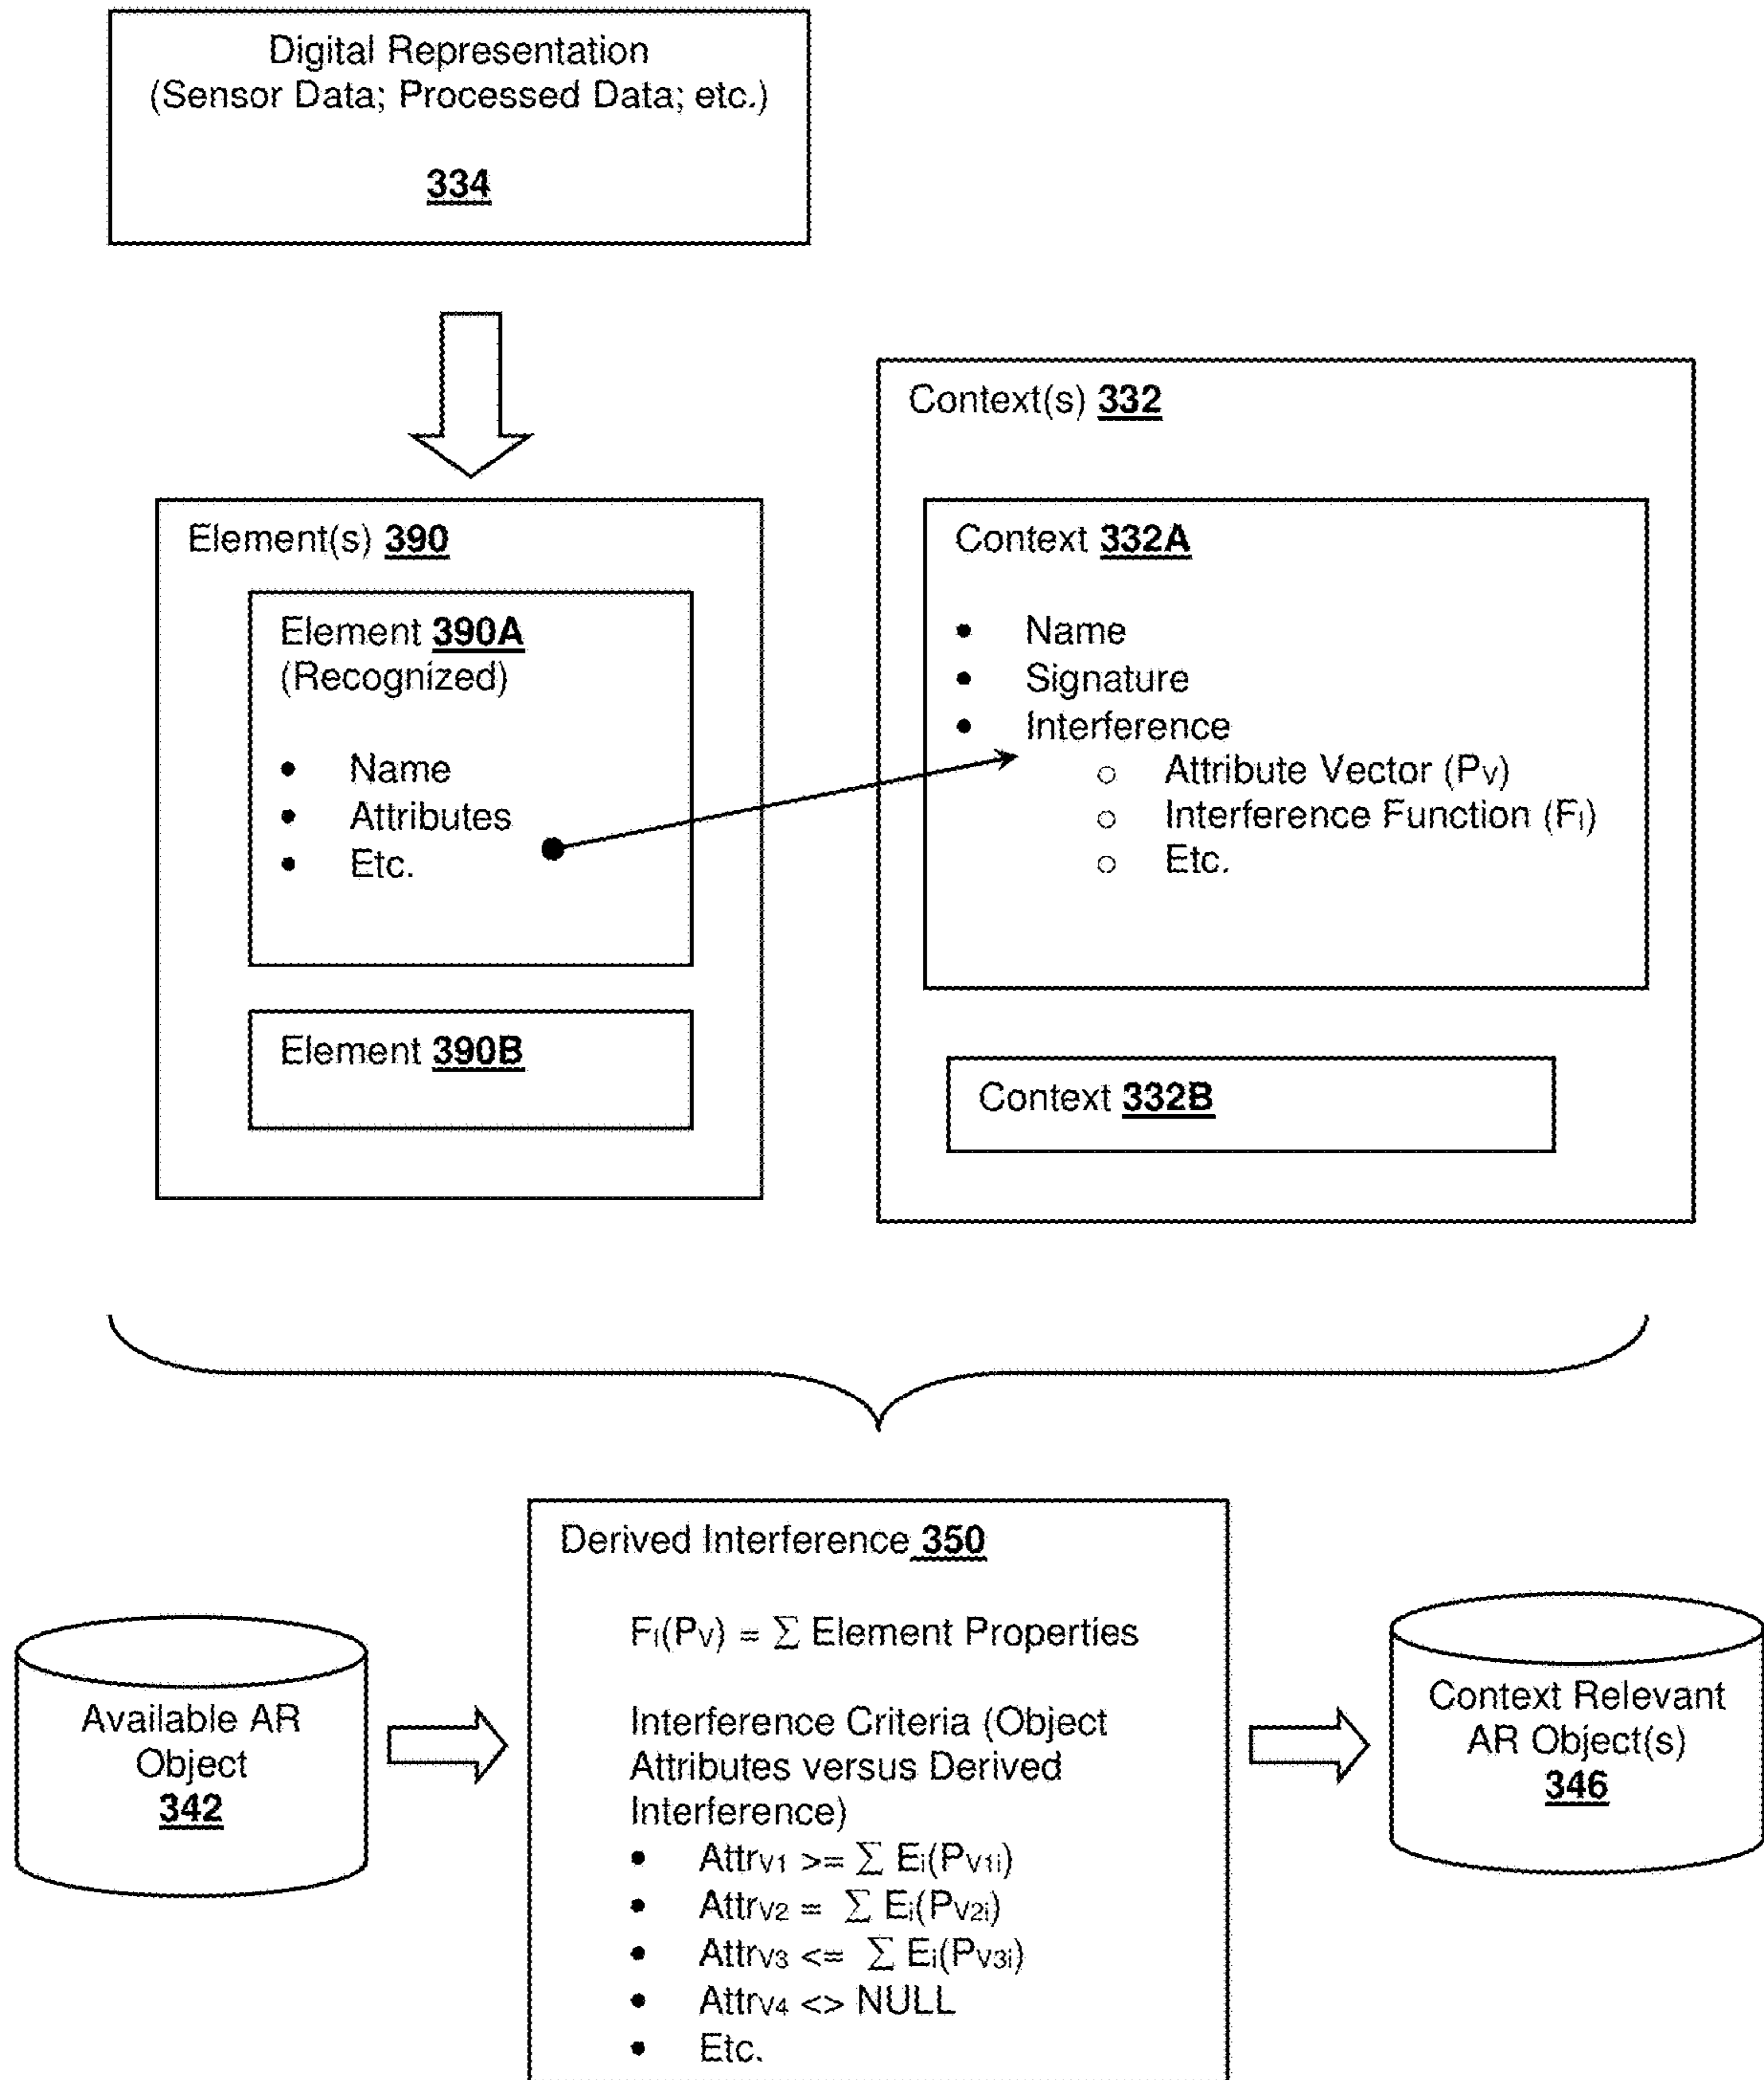 Digital Representation
(Sensor Data; Processed Data; etc.)
334
Element(s) 390
Element 390A
(Recognized)
• Name
• Attributes
• Etc.
Element 390B
Context(s) 332
Context 332A
• Name
• Signature
• Interference
○ Attribute Vector (PV)
○ Interference Function (FI)
○ Etc.
Context 332B
Available AR
Object
342
Derived Interference 350
FI(PV) = ∑ Element Properties
Interference Criteria (Object
Attributes versus Derived
Interference)
• AttrV1 >= ∑ Ei(PV1i)
• AttrV2 = ∑ Ei(PV2i)
• AttrV3 <= ∑ Ei(PV3i)
• AttrV4 <> NULL
• Etc.
Context Relevant
AR Object(s)
346